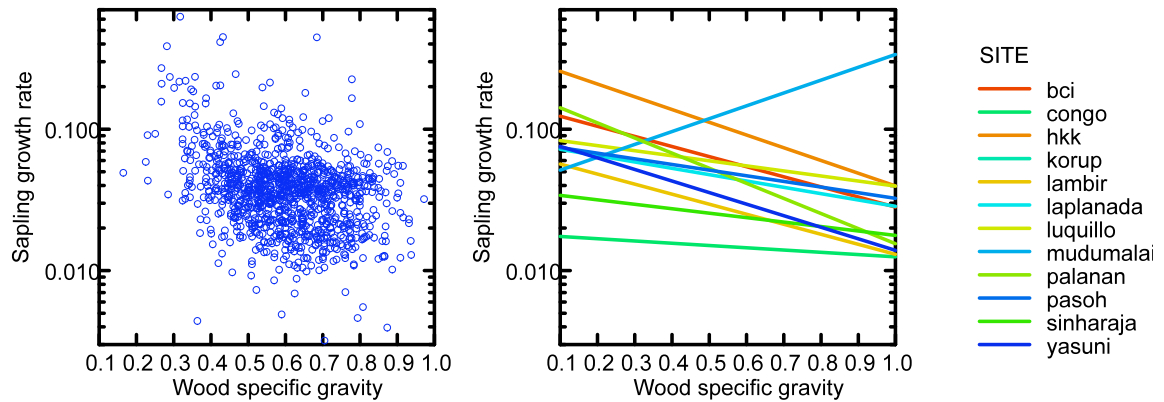 Sapling growth rate
0.100
0.010
0.1 0.2 0.3 0.4 0.5 0.6 0.7 0.8 0.9 1.0
Wood specific gravity
Sapling growth rate
0.100
0.010
0.1 0.2 0.3 0.4 0.5 0.6 0.7 0.8 0.9 1.0
Wood specific gravity
SITE
bci
congo
hkk
korup
lambir
laplanada
luquillo
mudumalai
palanan
pasoh
sinharaja
yasuni